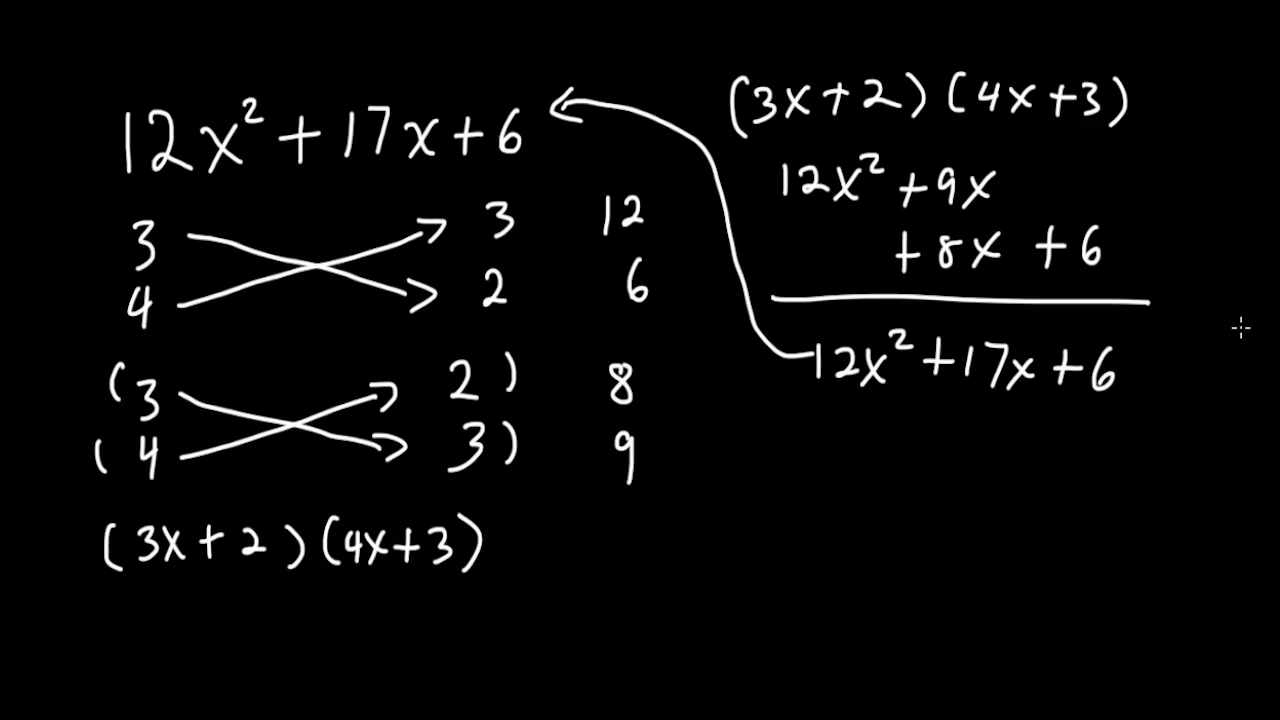 12x² + 17x + 6
3 3 12
4 2 6
( 3 2 ) 8
( 4 3 ) 9
( 3x + 2 ) ( 4x + 3 )
( 3x + 2 ) ( 4x + 3 )
12x² + 9x
+ 8x + 6
12x² + 17x + 6